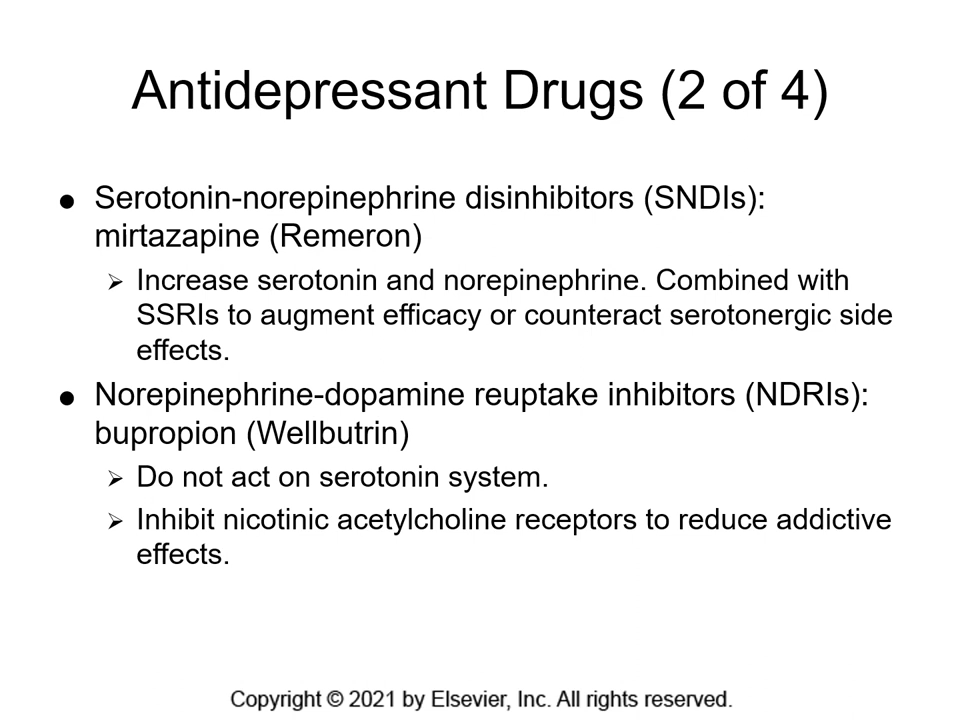 Antidepressant Drugs (2 of 4)
● Serotonin-norepinephrine disinhibitors (SNDIs):
mirtazapine (Remeron)
➢ Increase serotonin and norepinephrine. Combined with
SSRIs to augment efficacy or counteract serotonergic side
effects.
● Norepinephrine-dopamine reuptake inhibitors (NDRIs):
bupropion (Wellbutrin)
➢ Do not act on serotonin system.
➢ Inhibit nicotinic acetylcholine receptors to reduce addictive
effects.
Copyright © 2021 by Elsevier, Inc. All rights reserved.